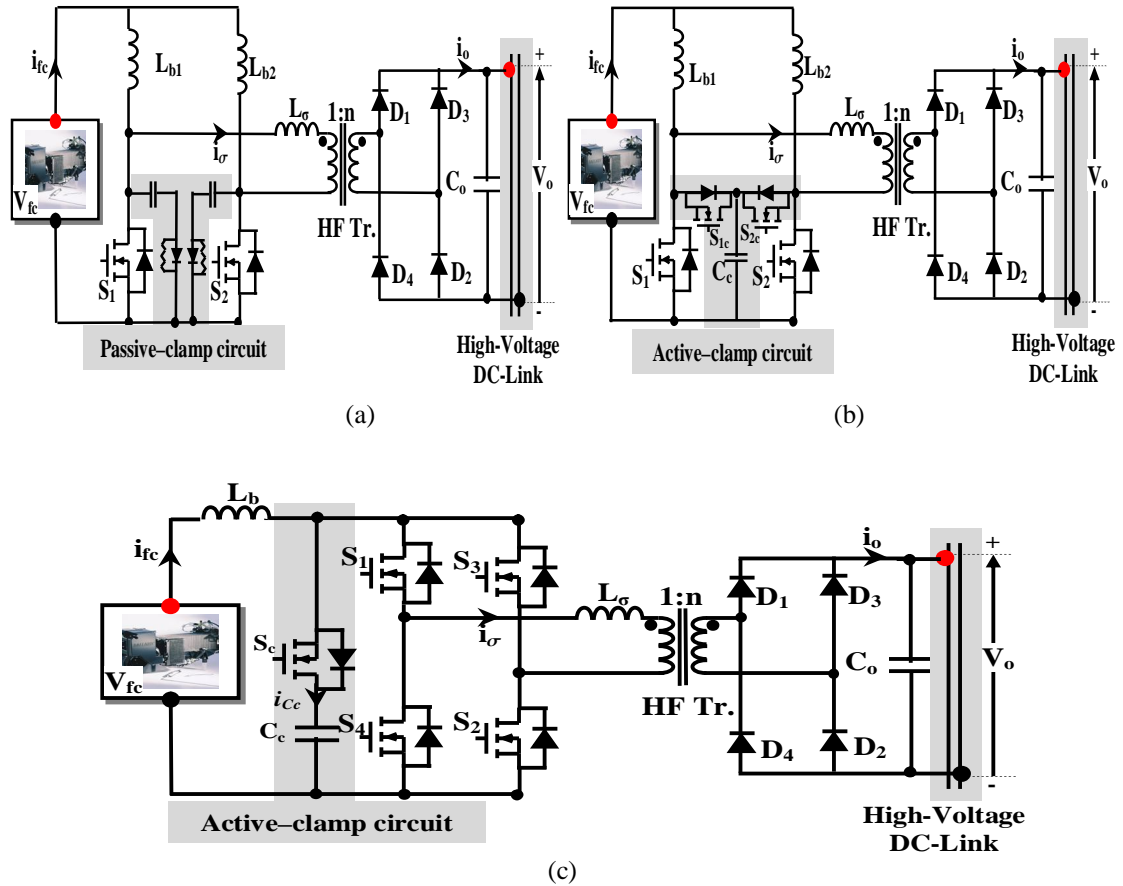 i_fc
L_b1
L_b2
i_o
+
L_σ
1:n
D_1
D_3
i_σ
V_fc
C_o
V_o
HF Tr.
S_1
S_2
D_4
D_2
-
Passive–clamp circuit
High-Voltage
DC-Link
(a)
i_fc
L_b1
L_b2
i_o
+
L_σ
1:n
D_1
D_3
i_σ
V_fc
C_o
V_o
S_1c
S_2c
HF Tr.
S_1
C_c
S_2
D_4
D_2
-
Active–clamp circuit
High-Voltage
DC-Link
(b)
L_b
i_fc
S_1
S_3
i_o
+
L_σ
1:n
D_1
D_3
i_σ
S_c
V_fc
C_o
V_o
i_Cc
HF Tr.
C_c
S_4
S_2
D_4
D_2
-
Active–clamp circuit
High-Voltage
DC-Link
(c)